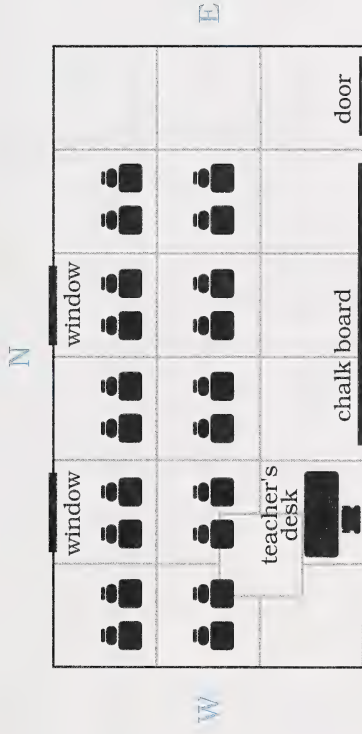 N
window window
W E
teacher's
desk
chalk board
door